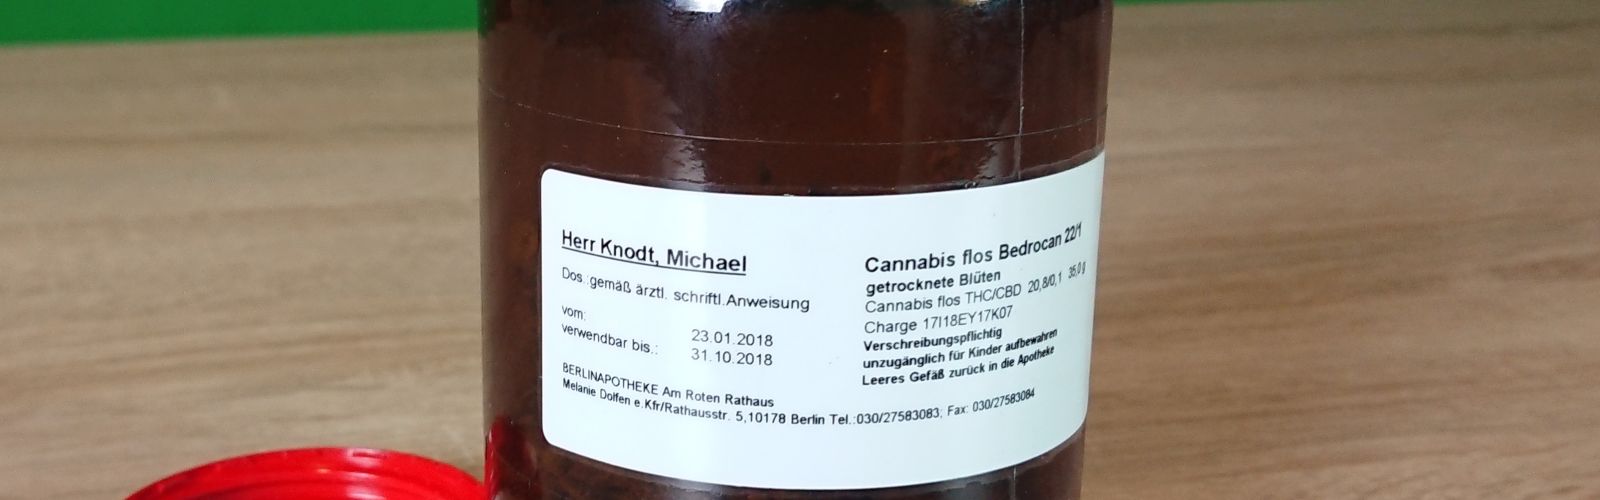 Herr Knodt, Michael
Dos.:gemäß ärztl. schriftl.Anweisung
vom: 23.01.2018
verwendbar bis.: 31.10.2018
BERLINAPOTHEKE Am Roten Rathaus
Melanie Dolfen e.Kfr/Rathausstr. 5,10178 Berlin Tel.:030/27583083; Fax: 030/27583084
Cannabis flos Bedrocan 22/1
getrocknete Blüten
Cannabis flos THC/CBD 20,8/0,1 35,0 g
Charge 17I18EY17K07
Verschreibungspflichtig
unzugänglich für Kinder aufbewahren
Leeres Gefäß zurück in die Apotheke